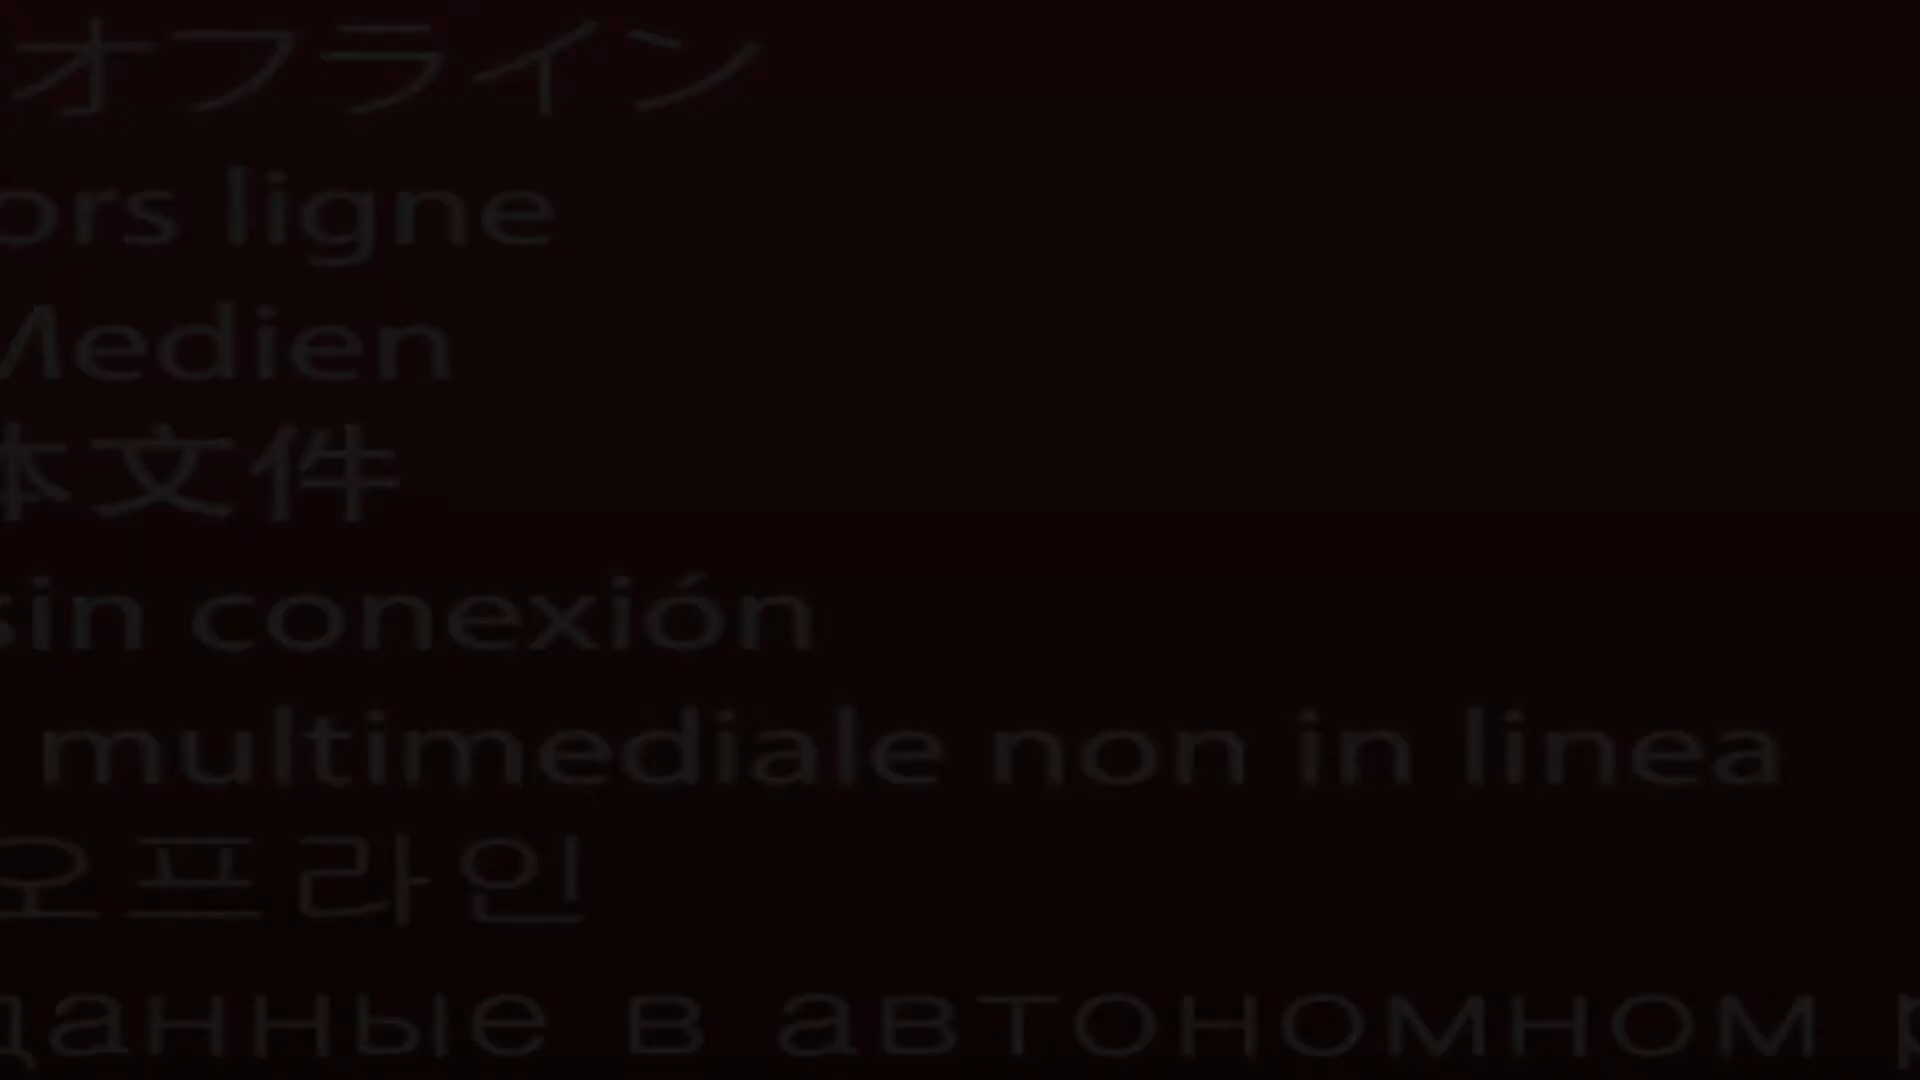 オフライン
ors ligne
Medien
本文件
sin conexión
multimediale non in linea
오프라인
данные в автономном